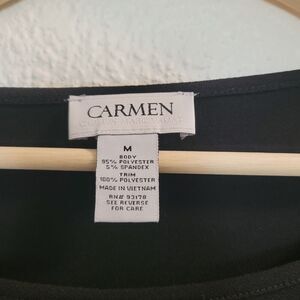 CARMEN
M
BODY
95% POLYESTER
5% SPANDEX
TRIM
100% POLYESTER
MADE IN VIETNAM
RN# 93178
SEE REVERSE
FOR CARE